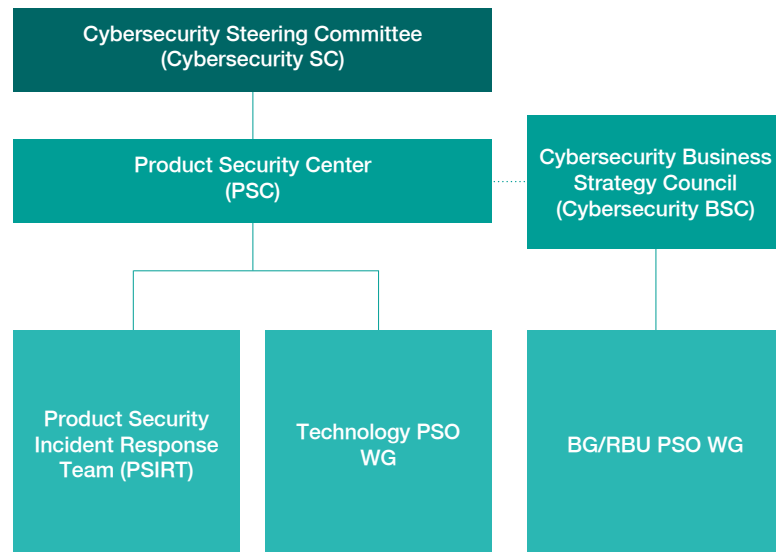 Cybersecurity Steering Committee
(Cybersecurity SC)
Product Security Center
(PSC)
Cybersecurity Business
Strategy Council
(Cybersecurity BSC)
Product Security
Incident Response
Team (PSIRT)
Technology PSO
WG
BG/RBU PSO WG